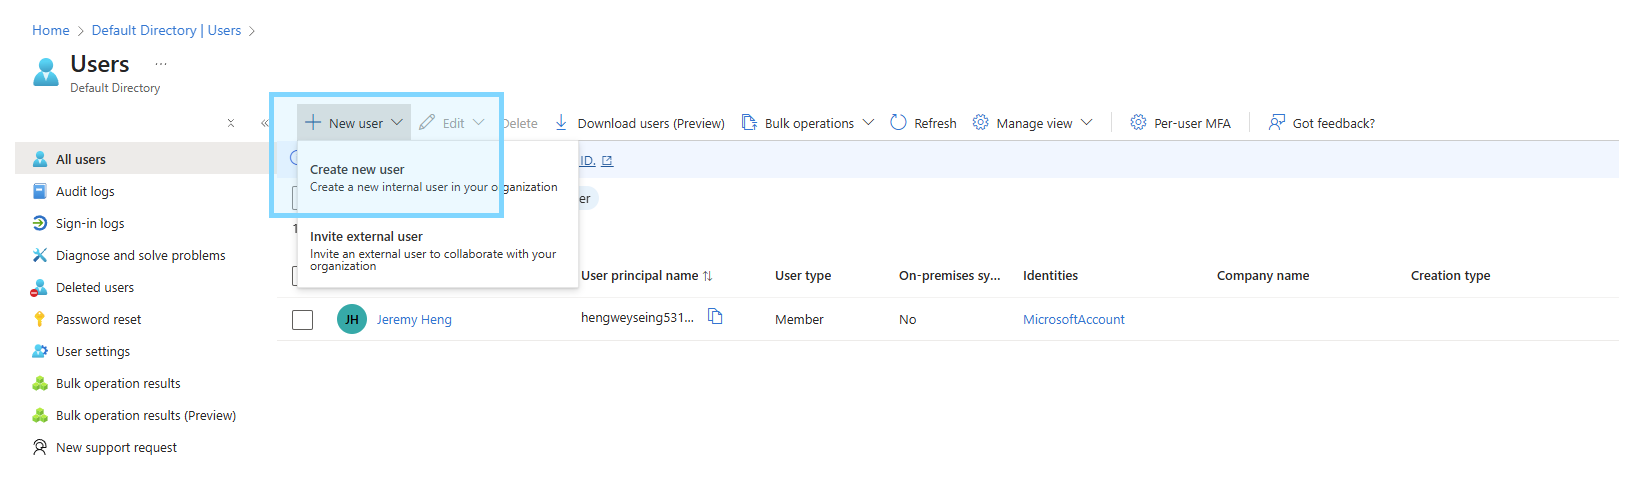 Home > Default Directory | Users >
Users ...
Default Directory
New user Edit Delete Download users (Preview) Bulk operations Refresh Manage view Per-user MFA Got feedback?
All users
Audit logs
Sign-in logs
Diagnose and solve problems
Deleted users
Password reset
User settings
Bulk operation results
Bulk operation results (Preview)
New support request
Create new user
Create a new internal user in your organization
Invite external user
Invite an external user to collaborate with your
organization
ID.
er
1
User principal name User type On-premises sy... Identities Company name Creation type
JH Jeremy Heng hengweyseing531... Member No MicrosoftAccount